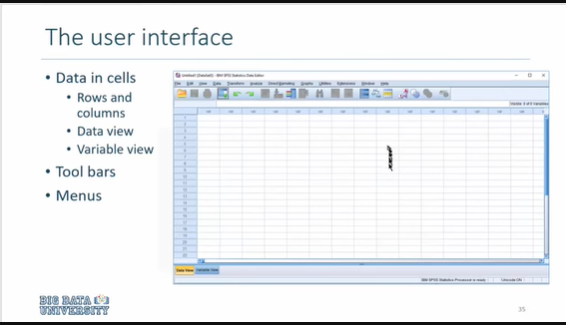 The user interface
• Data in cells
• Rows and
columns
• Data view
• Variable view
• Tool bars
• Menus
IBM SPSS Statistics Data Editor
File Edit View Data Transform Analyze Direct Marketing Graphs Utilities Extensions Window Help
Visible: 0 of 0 Variables
Data View Variable View
IBM SPSS Statistics Processor is ready
Unicode:ON
BIG DATA
UNIVERSITY
35